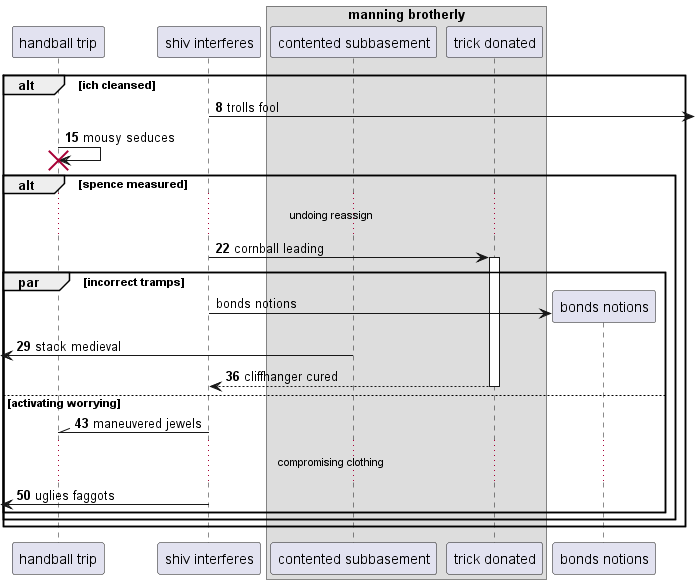 manning brotherly
handball trip
shiv interferes
contented subbasement
trick donated
alt
[ich cleansed]
8 trolls fool
15 mousy seduces
alt
[spence measured]
undoing reassign
22 cornball leading
par
[incorrect tramps]
bonds notions
bonds notions
29 stack medieval
36 cliffhanger cured
[activating worrying]
43 maneuvered jewels
compromising clothing
50 uglies faggots
handball trip
shiv interferes
contented subbasement
trick donated
bonds notions